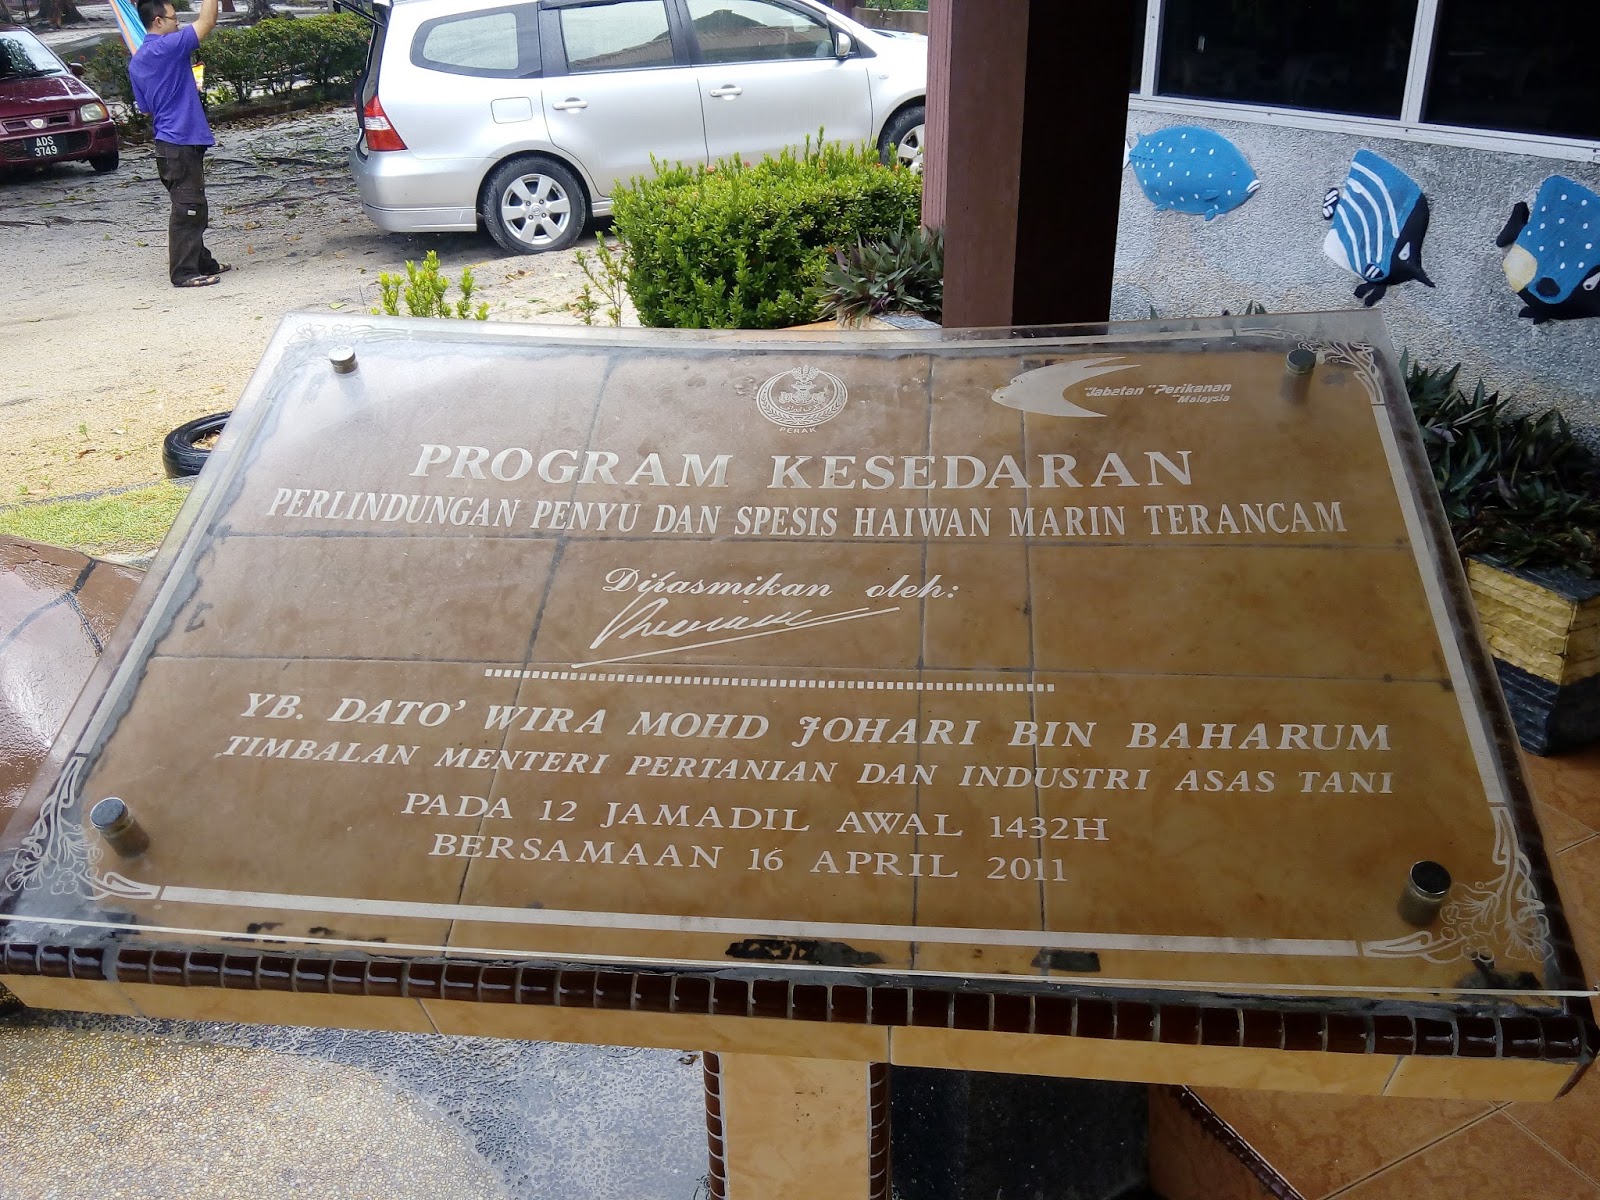 ADS
3749
PERAK
Jabatan Perikanan
Malaysia
PROGRAM KESEDARAN
PERLINDUNGAN PENYU DAN SPESIS HAIWAN MARIN TERANCAM
Dirasmikan oleh:
YB. DATO' WIRA MOHD JOHARI BIN BAHARUM
TIMBALAN MENTERI PERTANIAN DAN INDUSTRI ASAS TANI
PADA 12 JAMADIL AWAL 1432H
BERSAMAAN 16 APRIL 2011